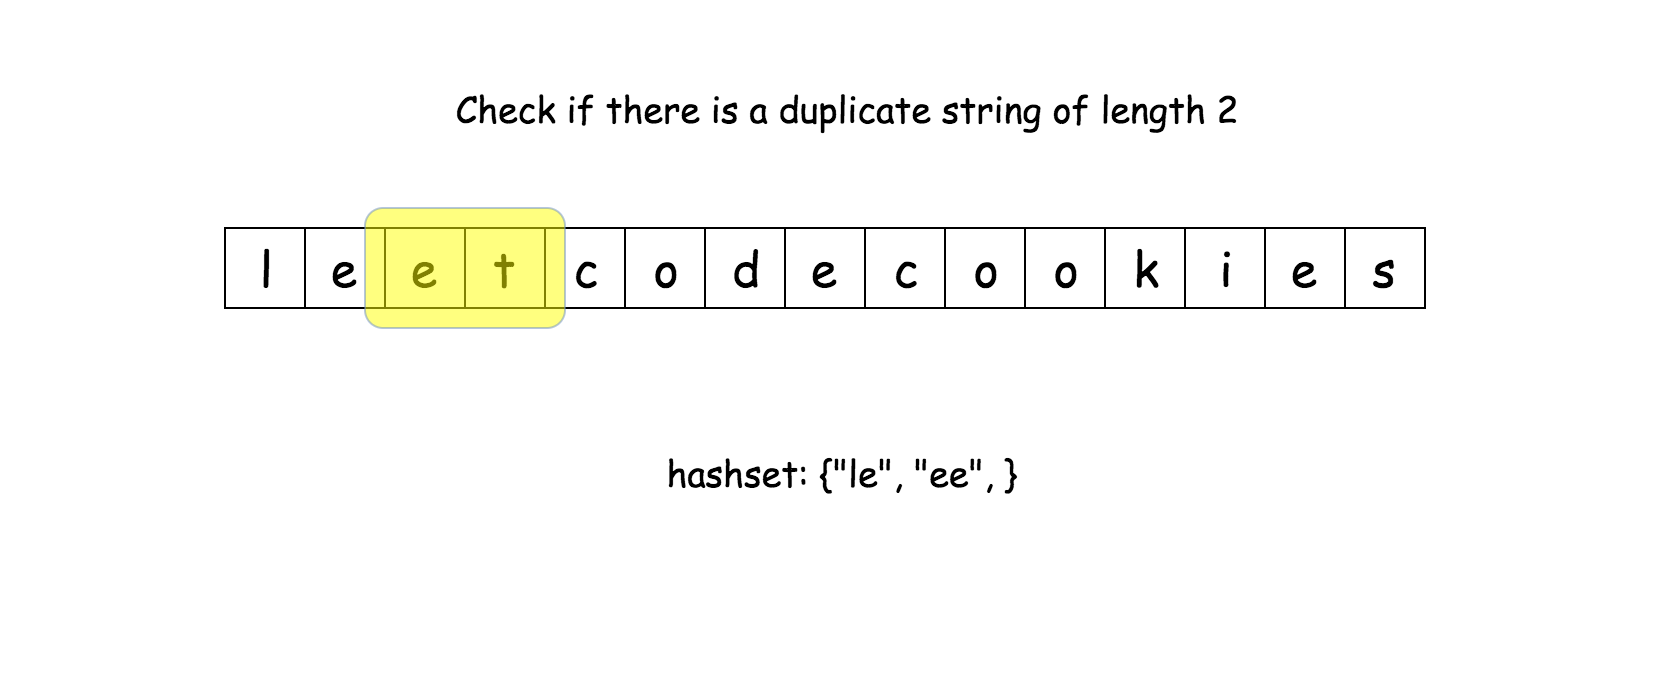 Check if there is a duplicate string of length 2
l e e t c o d e c o o k i e s
hashset: {"le", "ee", }